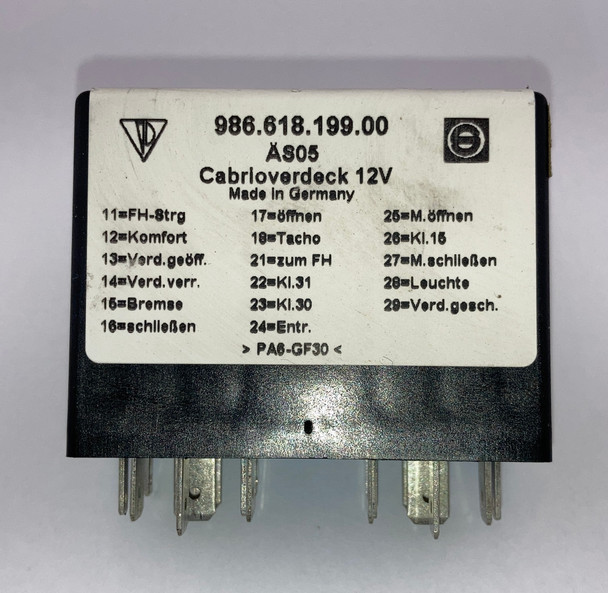 986.618.199.00
ÄS05
Cabrioverdeck 12V
Made in Germany
11=FH-Strg
12=Komfort
13=Verd.geöff.
14=Verd.verr.
15=Bremse
16=schließen
17=öffnen
18=Tacho
21=zum FH
22=Kl.31
23=Kl.30
24=Entr.
25=M.öffnen
26=Kl.15
27=M.schließen
28=Leuchte
29=Verd.gesch.
> PA6-GF30 <